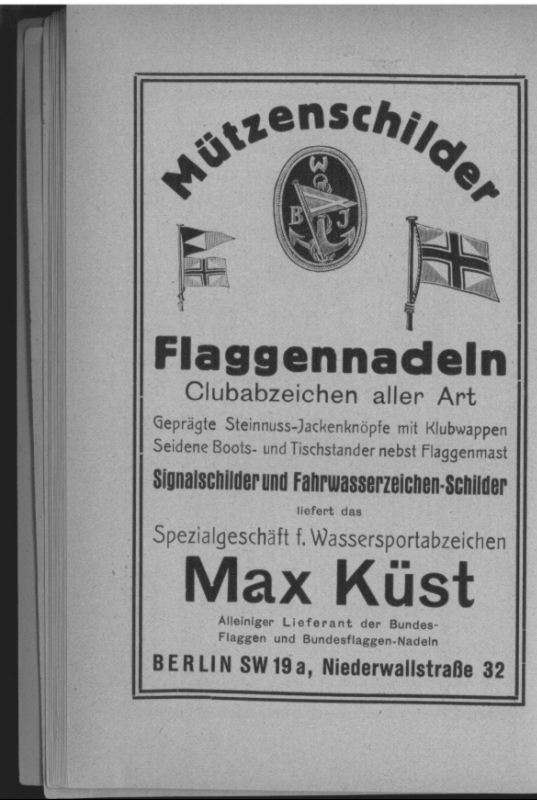 Mützenschilder
W
B J
Flaggennadeln
Clubabzeichen aller Art
Geprägte Steinnuss-Jackenknöpfe mit Klubwappen
Seidene Boots- und Tischstander nebst Flaggenmast
Signalschilder und Fahrwasserzeichen-Schilder
liefert das
Spezialgeschäft f. Wassersportabzeichen
Max Küst
Alleiniger Lieferant der Bundes-
Flaggen und Bundesflaggen-Nadeln
BERLIN SW 19 a, Niederwallstraße 32